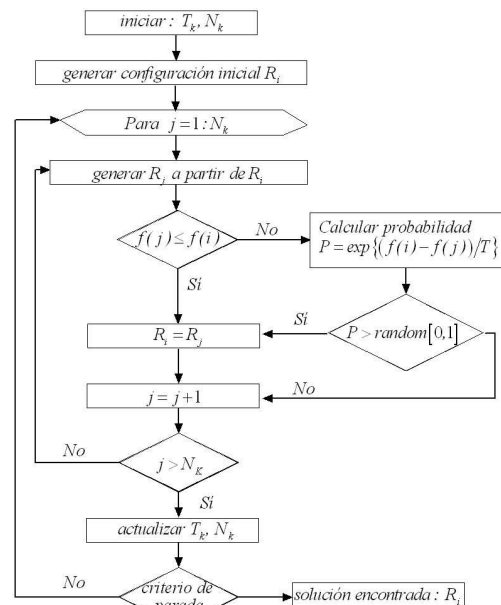 iniciar : T_k, N_k
generar configuración inicial R_i
Para j=1:N_k
generar R_j a partir de R_i
f(j)≤f(i)
No
Calcular probabilidad
P=exp{(f(i)-f(j))/T}
Sí
Sí
P>random[0,1]
R_i=R_j
No
j=j+1
No
j>N_K
Sí
actualizar T_k, N_k
No
criterio de
parada
solución encontrada : R_i